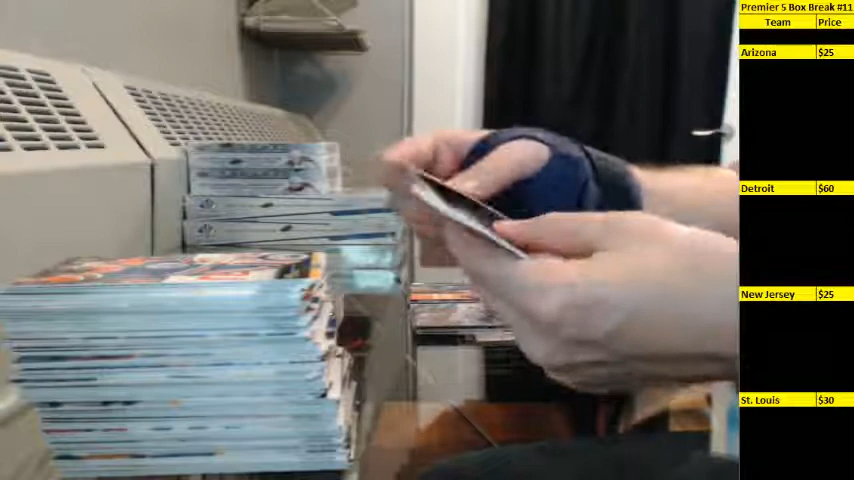 Premier 5 Box Break #11
Team Price
Arizona $25
Detroit $60
New Jersey $25
St. Louis $30